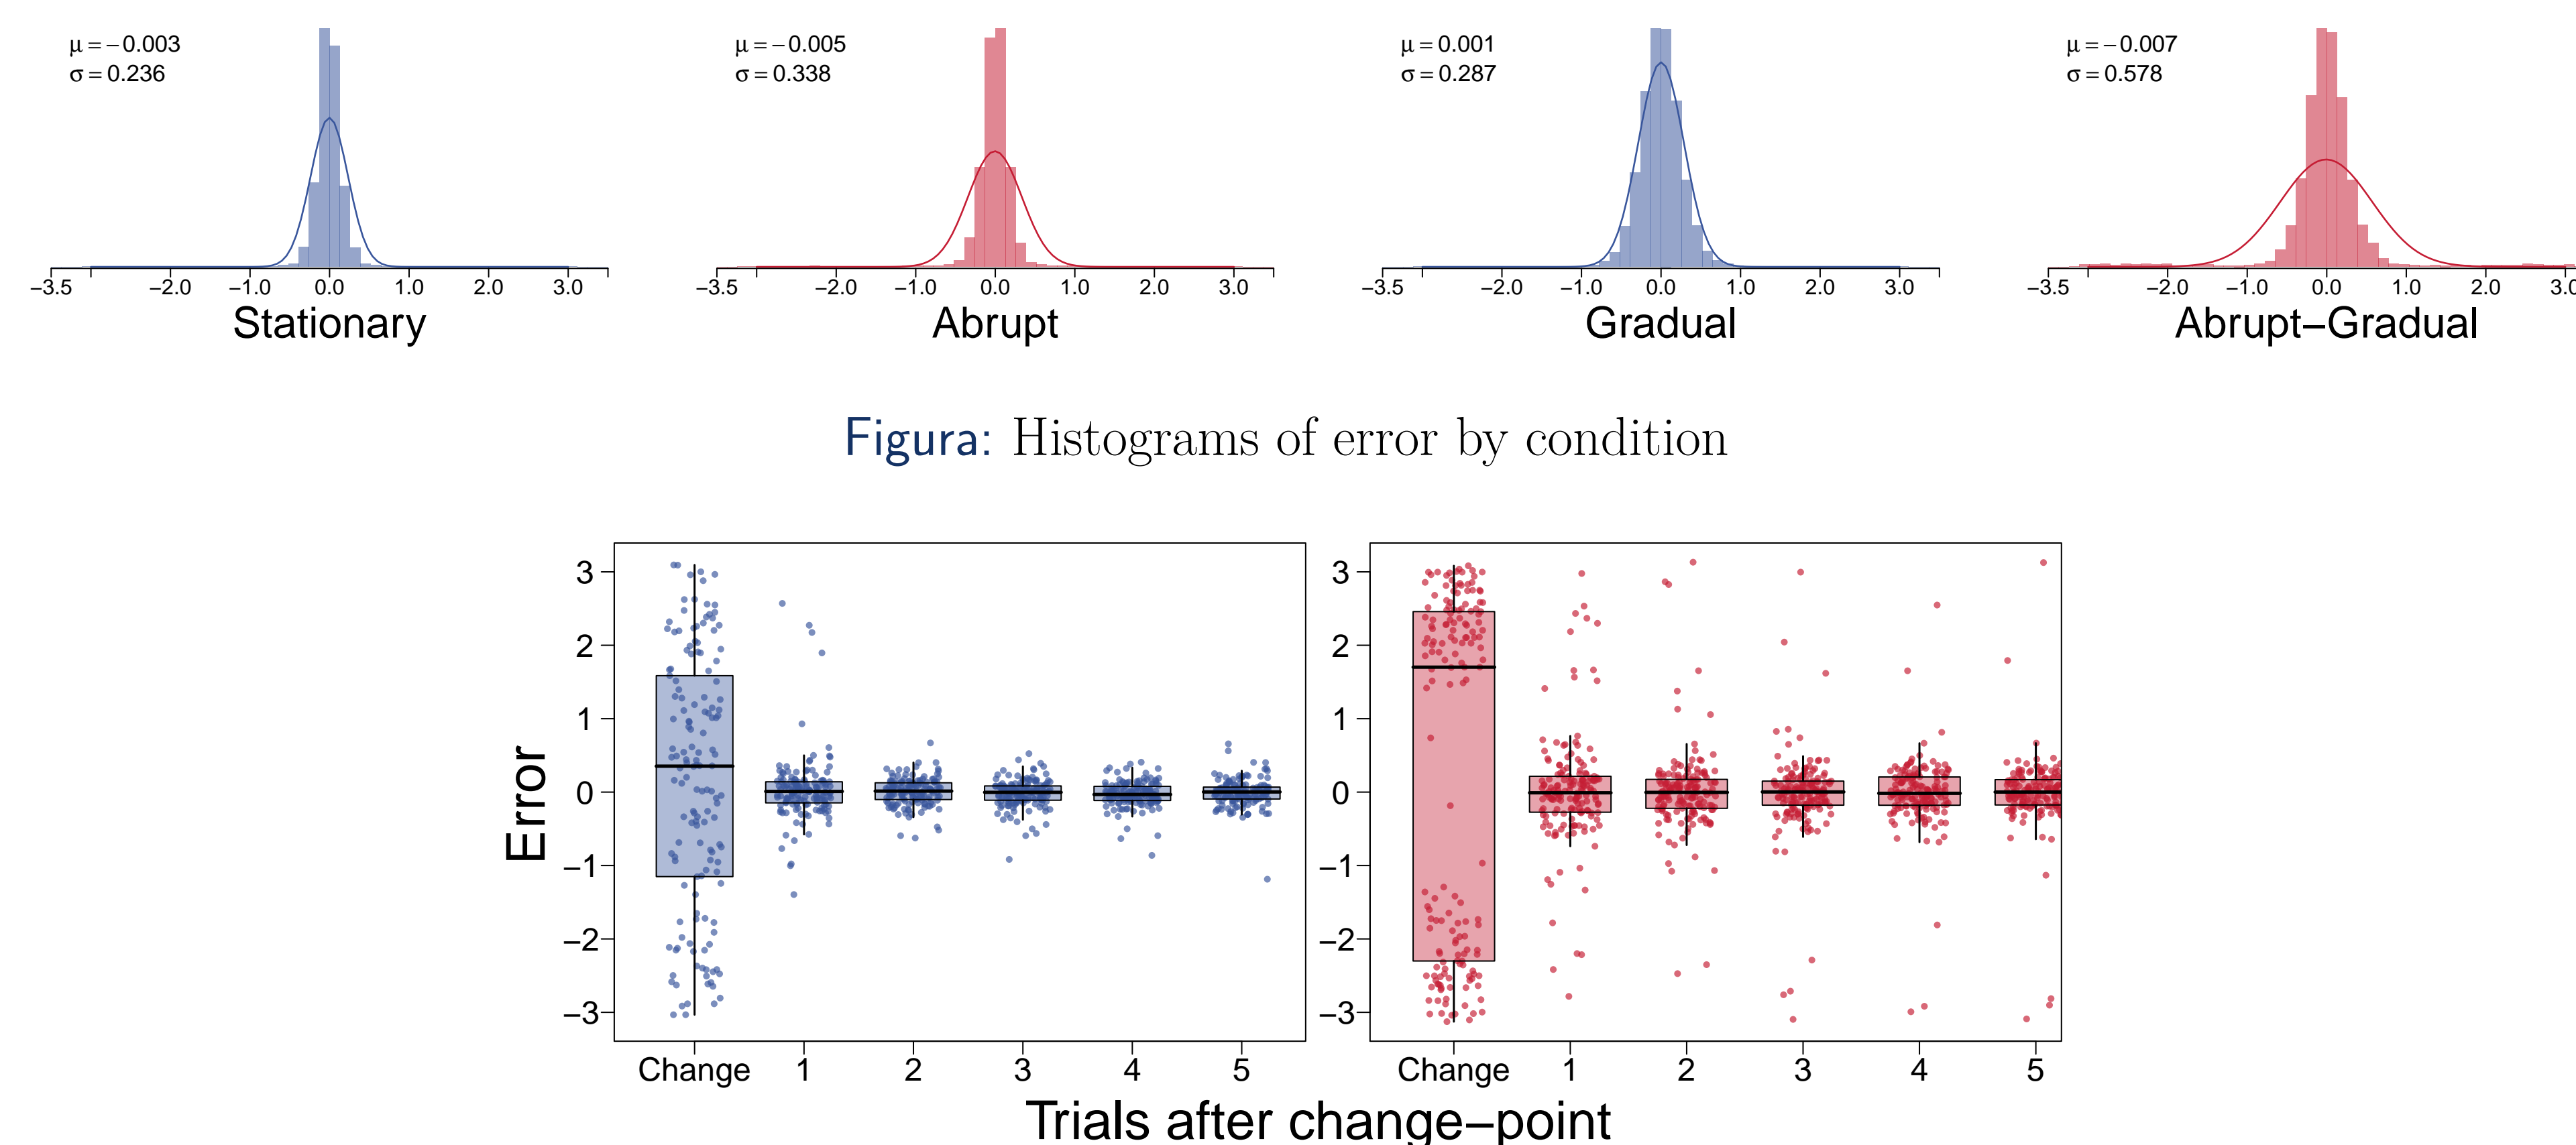 μ = −0.003
σ = 0.236
−3.5 −2.0 −1.0 0.0 1.0 2.0 3.0
Stationary
μ = −0.005
σ = 0.338
−3.5 −2.0 −1.0 0.0 1.0 2.0 3.0
Abrupt
μ = 0.001
σ = 0.287
−3.5 −2.0 −1.0 0.0 1.0 2.0 3.0
Gradual
μ = −0.007
σ = 0.578
−3.5 −2.0 −1.0 0.0 1.0 2.0 3.0
Abrupt−Gradual
Figura: Histograms of error by condition
Error
3
2
1
0
−1
−2
−3
Change 1 2 3 4 5
3
2
1
0
−1
−2
−3
Change 1 2 3 4 5
Trials after change−point